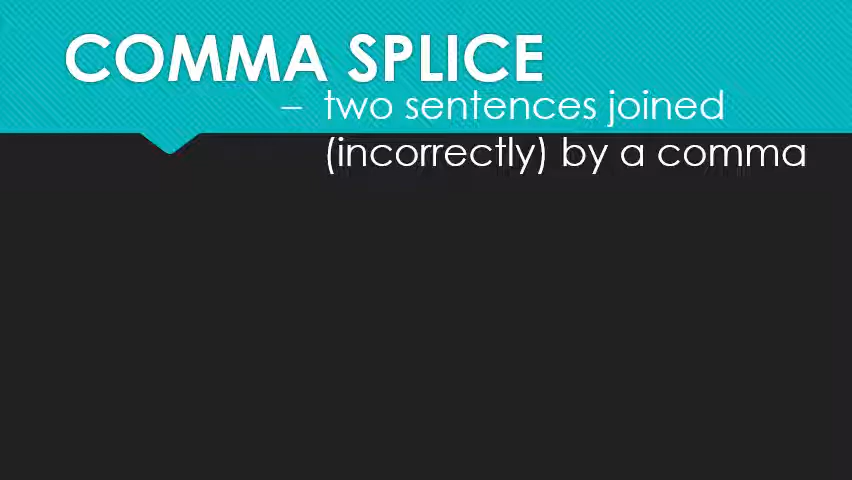 COMMA SPLICE
– two sentences joined
(incorrectly) by a comma